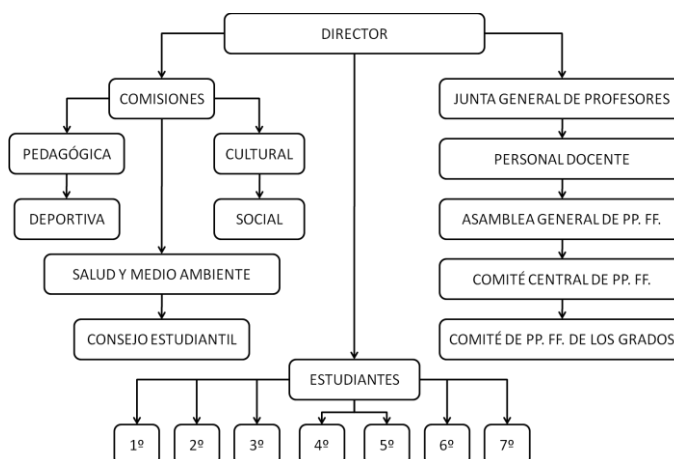 DIRECTOR
COMISIONES
JUNTA GENERAL DE PROFESORES
PEDAGÓGICA
CULTURAL
PERSONAL DOCENTE
DEPORTIVA
SOCIAL
ASAMBLEA GENERAL DE PP. FF.
SALUD Y MEDIO AMBIENTE
COMITÉ CENTRAL DE PP. FF.
CONSEJO ESTUDIANTIL
COMITÉ DE PP. FF. DE LOS GRADOS
ESTUDIANTES
1º
2º
3º
4º
5º
6º
7º